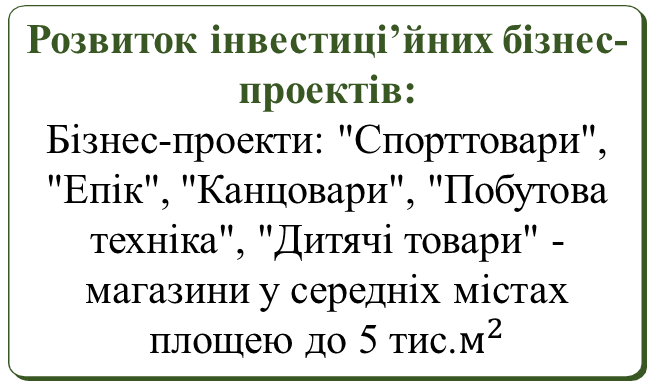 Розвиток інвестиці’йних бізнес-
проектів:
Бізнес-проекти: "Спорттовари",
"Епік", "Канцовари", "Побутова
техніка", "Дитячі товари" -
магазини у середніх містах
площею до 5 тис.м²